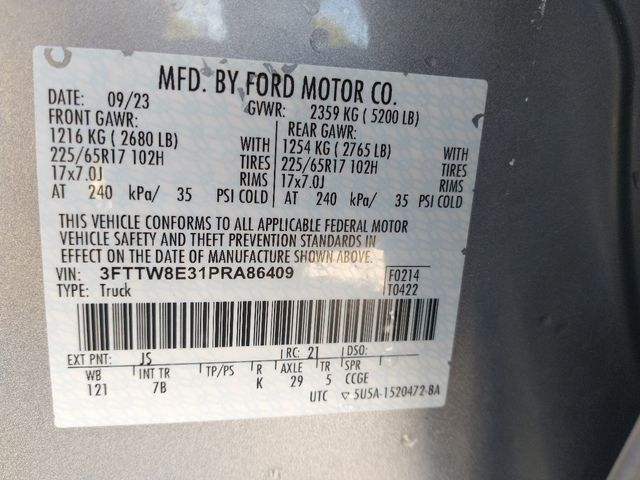 MFD. BY FORD MOTOR CO.
DATE: 09/23 GVWR: 2359 KG ( 5200 LB)
FRONT GAWR: REAR GAWR:
1216 KG ( 2680 LB) WITH 1254 KG ( 2765 LB) WITH
225/65R17 102H TIRES 225/65R17 102H TIRES
17x7.0J RIMS 17x7.0J RIMS
AT 240 kPa/ 35 PSI COLD AT 240 kPa/ 35 PSI COLD
THIS VEHICLE CONFORMS TO ALL APPLICABLE FEDERAL MOTOR
VEHICLE SAFETY AND THEFT PREVENTION STANDARDS IN
EFFECT ON THE DATE OF MANUFACTURE SHOWN ABOVE.
VIN: 3FTTW8E31PRA86409 F0214
TYPE: Truck T0422
EXT PNT: JS RC: 21 DSO:
WB INT TR TP/PS R AXLE TR SPR
121 7B K 29 5 CCGE
UTC ▽ 5U5A-1520472-BA